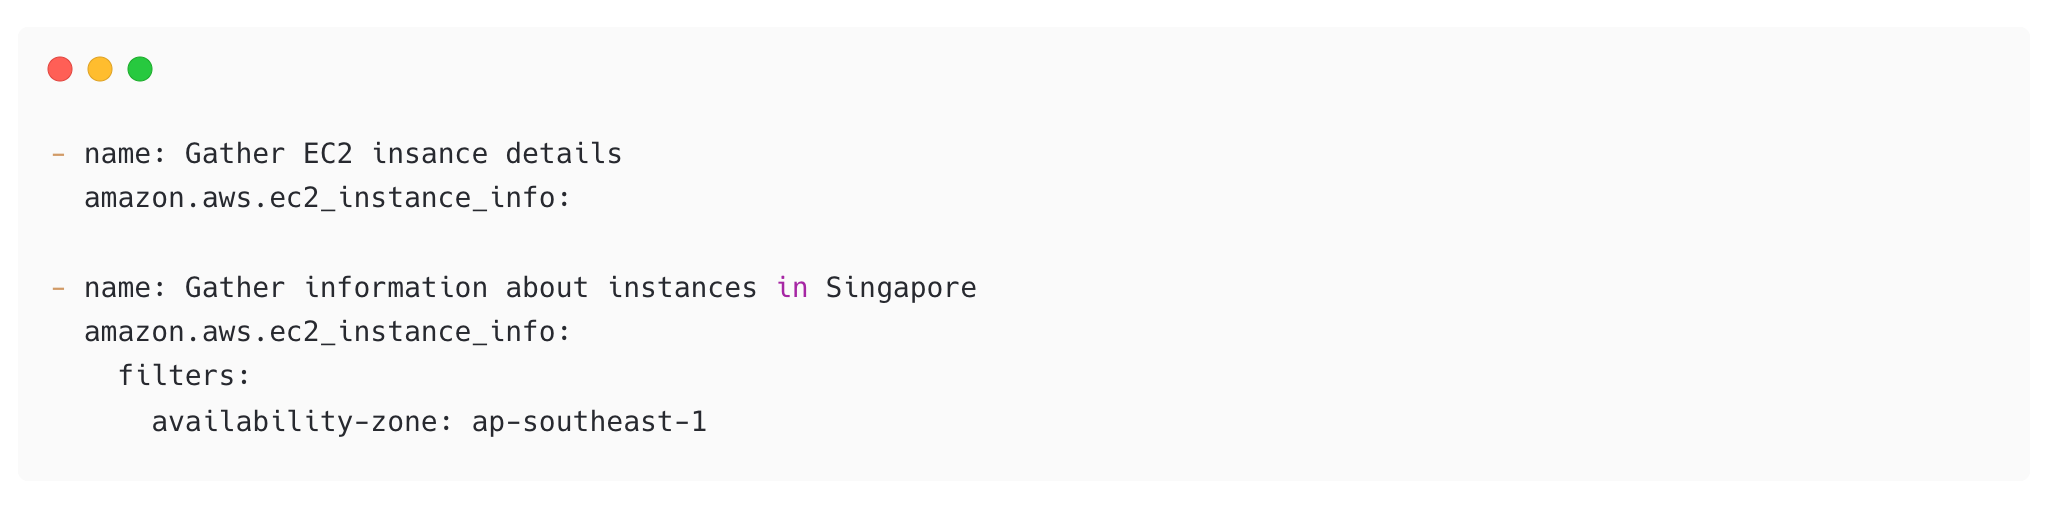 - name: Gather EC2 insance details
  amazon.aws.ec2_instance_info:

- name: Gather information about instances in Singapore
  amazon.aws.ec2_instance_info:
    filters:
      availability-zone: ap-southeast-1